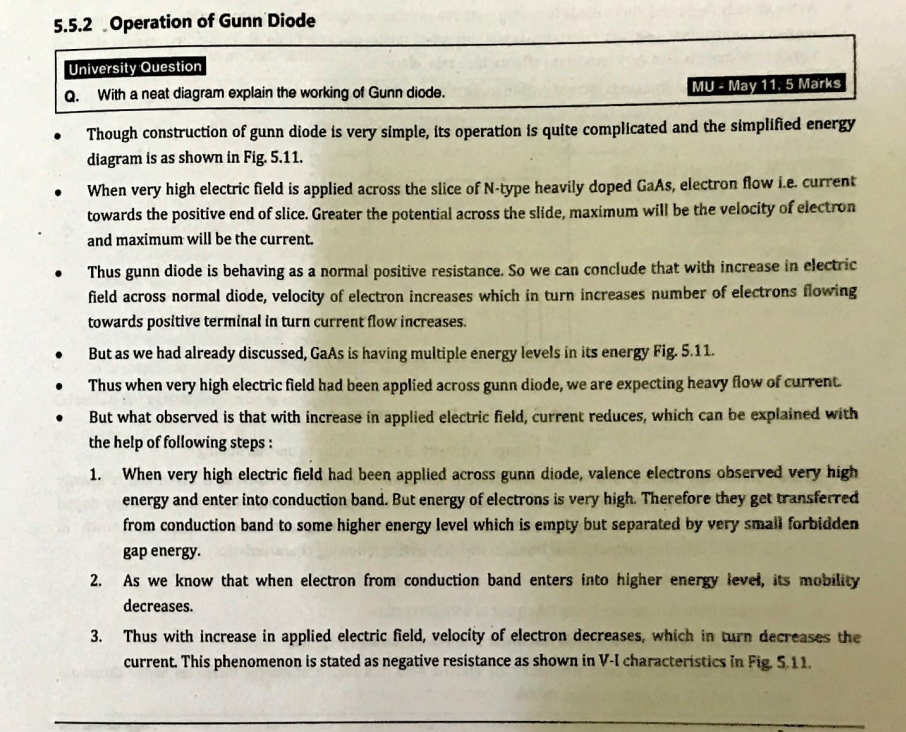 5.5.2 Operation of Gunn Diode
University Question
Q. With a neat diagram explain the working of Gunn diode.
MU - May 11, 5 Marks
• Though construction of gunn diode is very simple, its operation is quite complicated and the simplified energy
diagram is as shown in Fig. 5.11.
• When very high electric field is applied across the slice of N-type heavily doped GaAs, electron flow i.e. current
towards the positive end of slice. Greater the potential across the slide, maximum will be the velocity of electron
and maximum will be the current.
• Thus gunn diode is behaving as a normal positive resistance. So we can conclude that with increase in electric
field across normal diode, velocity of electron increases which in turn increases number of electrons flowing
towards positive terminal in turn current flow increases.
• But as we had already discussed, GaAs is having multiple energy levels in its energy Fig. 5.11.
• Thus when very high electric field had been applied across gunn diode, we are expecting heavy flow of current.
• But what observed is that with increase in applied electric field, current reduces, which can be explained with
the help of following steps :
1. When very high electric field had been applied across gunn diode, valence electrons observed very high
energy and enter into conduction band. But energy of electrons is very high. Therefore they get transferred
from conduction band to some higher energy level which is empty but separated by very small forbidden
gap energy.
2. As we know that when electron from conduction band enters into higher energy level, its mobility
decreases.
3. Thus with increase in applied electric field, velocity of electron decreases, which in turn decreases the
current. This phenomenon is stated as negative resistance as shown in V-I characteristics in Fig. 5.11.